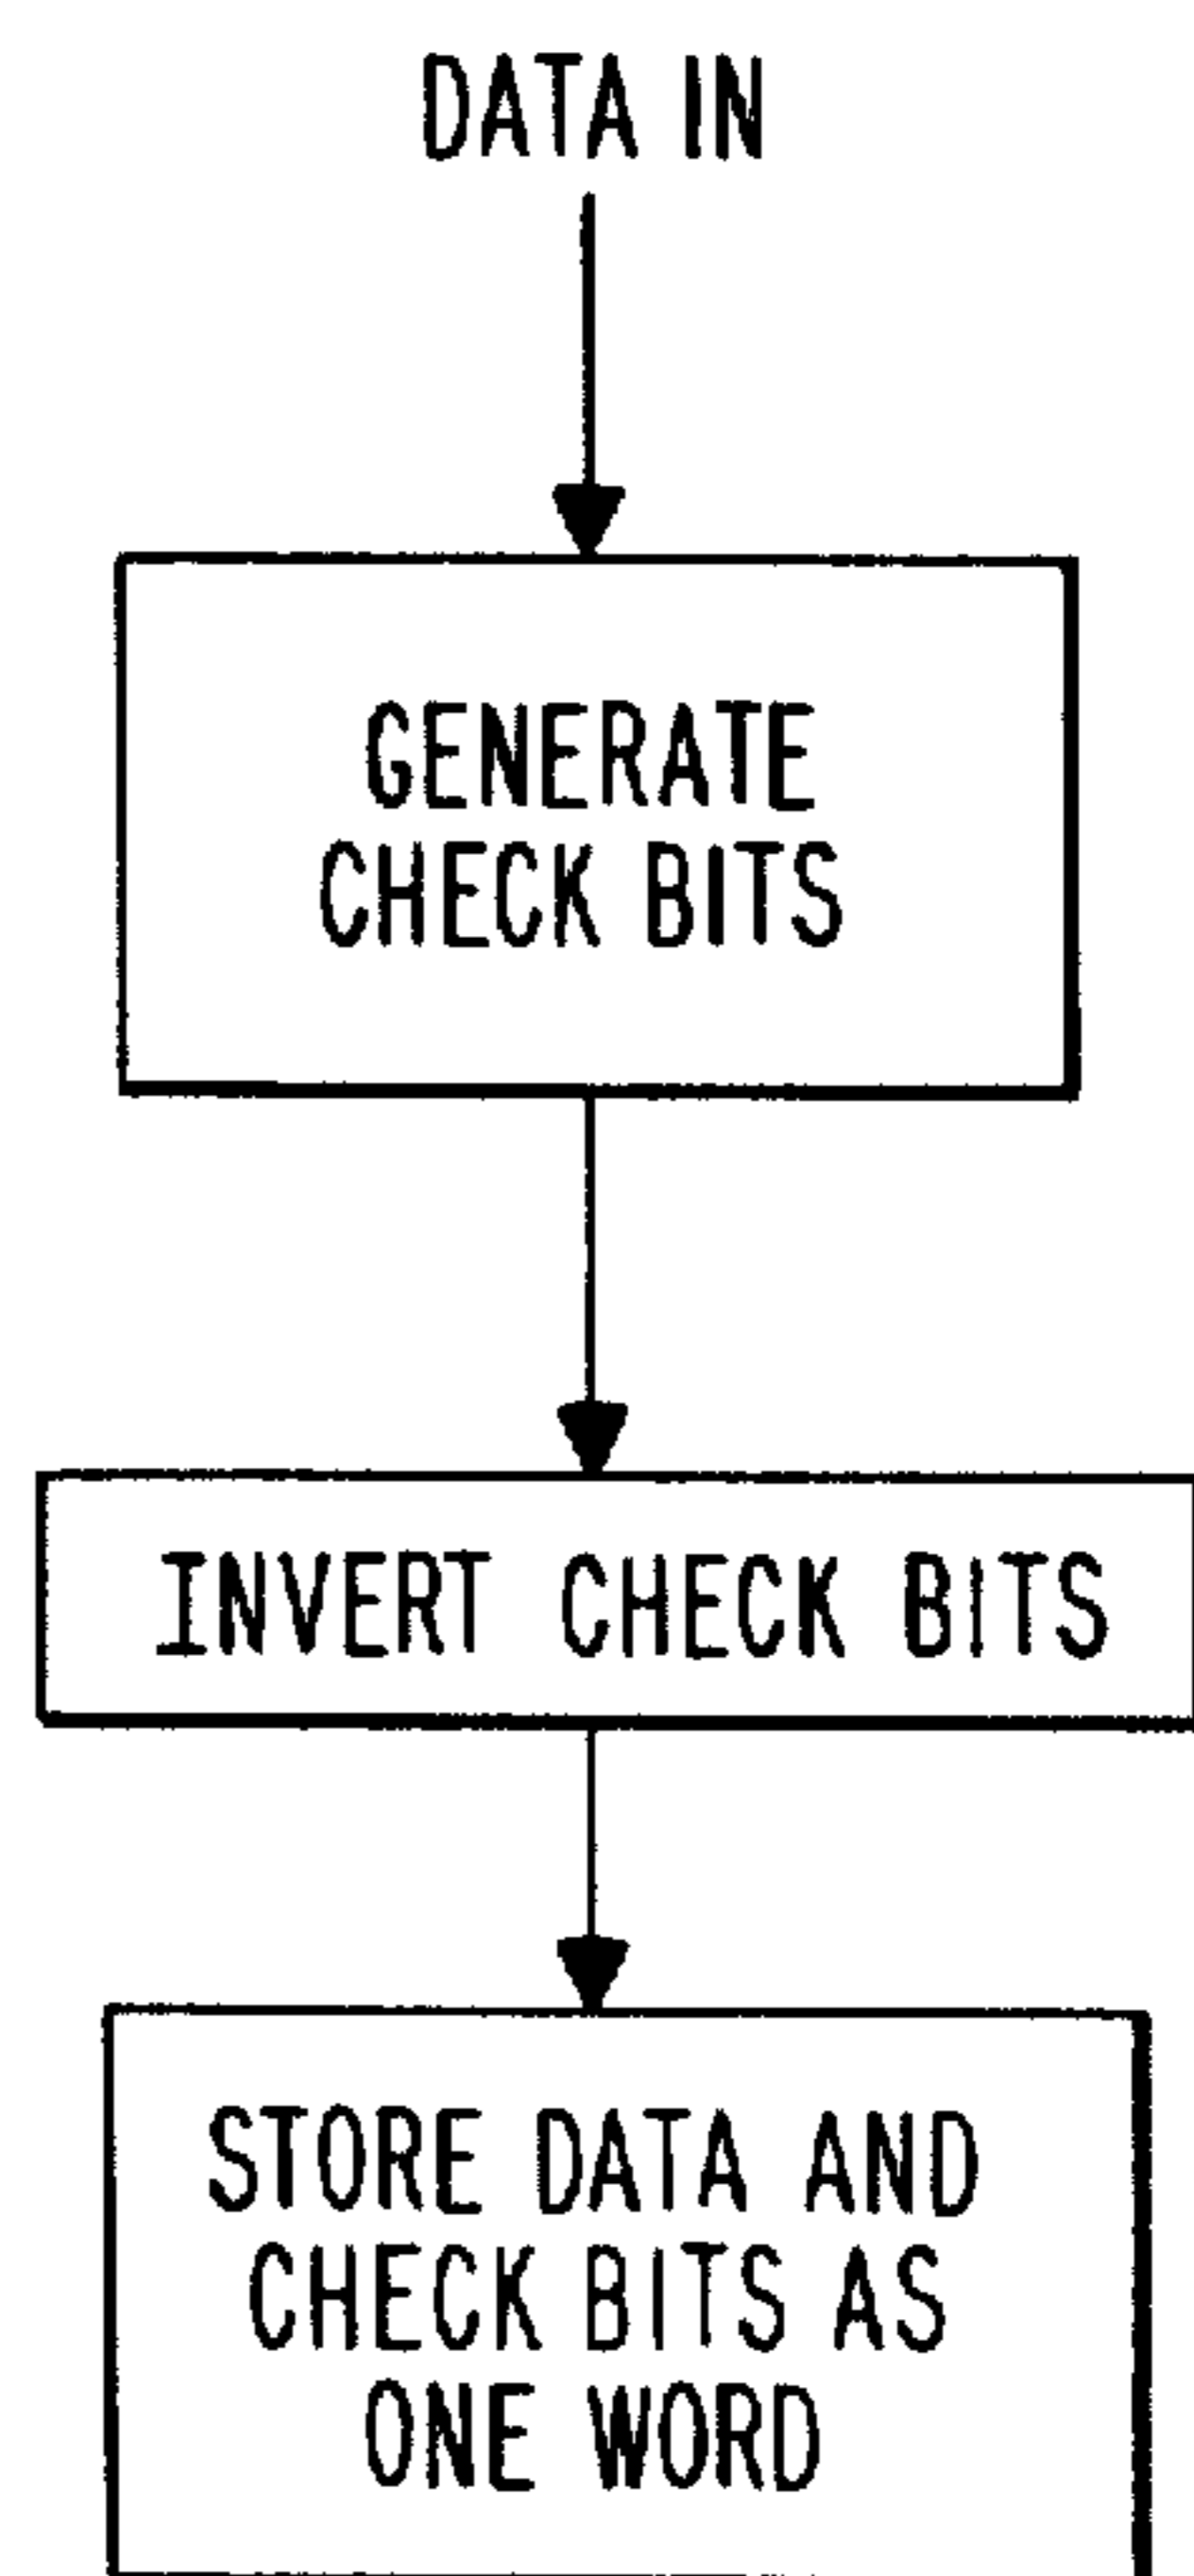 DATA IN
GENERATE
CHECK BITS
INVERT CHECK BITS
STORE DATA AND
CHECK BITS AS
ONE WORD